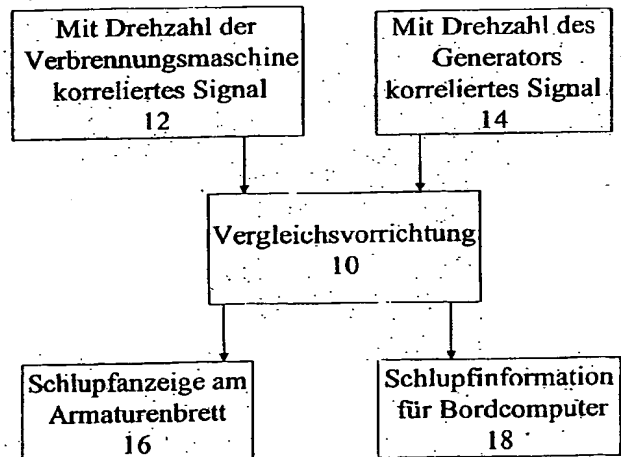 Mit Drehzahl der
Verbrennungsmaschine
korreliertes Signal
12
Mit Drehzahl des
Generators
korreliertes Signal
14
Vergleichsvorrichtung
10
Schlupfanzeige am
Armaturenbrett
16
Schlupfinformation
für Bordcomputer
18